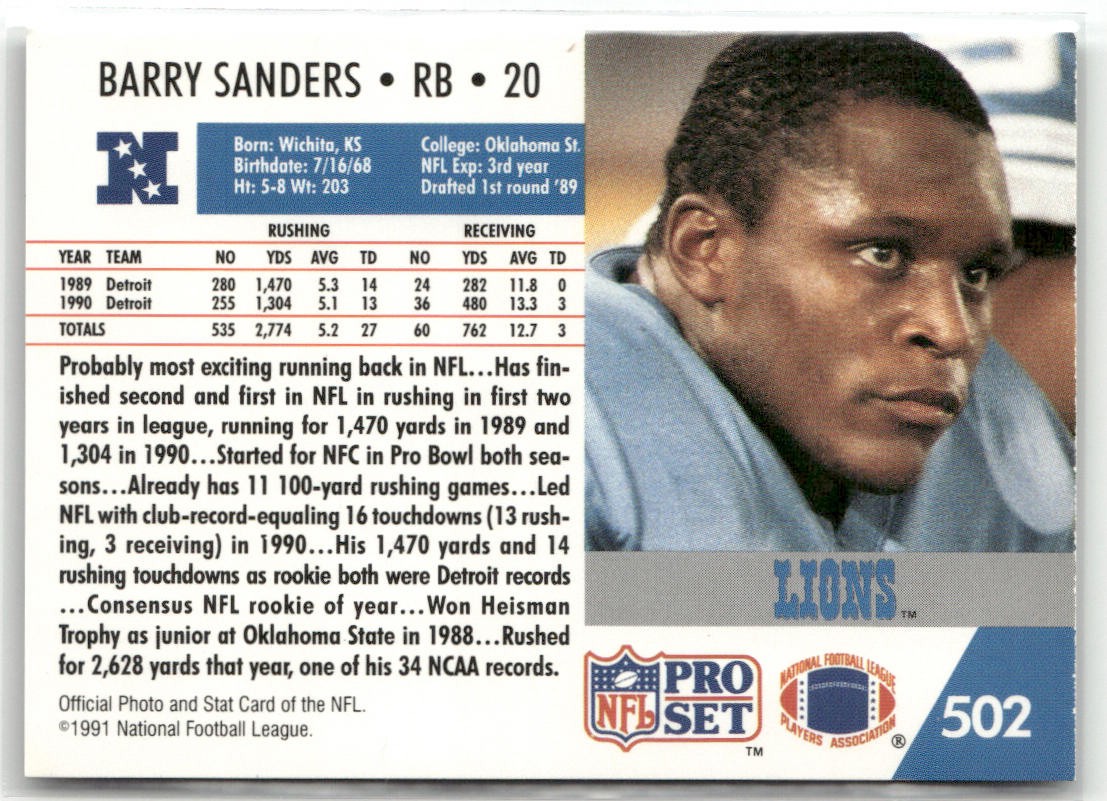 BARRY SANDERS • RB • 20
N
Born: Wichita, KS
Birthdate: 7/16/68
Ht: 5-8 Wt: 203
College: Oklahoma St.
NFL Exp: 3rd year
Drafted 1st round '89
RUSHING RECEIVING
YEAR TEAM NO YDS AVG TD NO YDS AVG TD
1989 Detroit 280 1,470 5.3 14 24 282 11.8 0
1990 Detroit 255 1,304 5.1 13 36 480 13.3 3
TOTALS 535 2,774 5.2 27 60 762 12.7 3
Probably most exciting running back in NFL...Has fin-
ished second and first in NFL in rushing in first two
years in league, running for 1,470 yards in 1989 and
1,304 in 1990...Started for NFC in Pro Bowl both sea-
sons...Already has 11 100-yard rushing games...Led
NFL with club-record-equaling 16 touchdowns (13 rush-
ing, 3 receiving) in 1990...His 1,470 yards and 14
rushing touchdowns as rookie both were Detroit records
...Consensus NFL rookie of year...Won Heisman
Trophy as junior at Oklahoma State in 1988...Rushed
for 2,628 yards that year, one of his 34 NCAA records.
Official Photo and Stat Card of the NFL.
©1991 National Football League.
LIONS™
NFL
PRO
SET
TM
NATIONAL FOOTBALL LEAGUE
PLAYERS ASSOCIATION
®
502